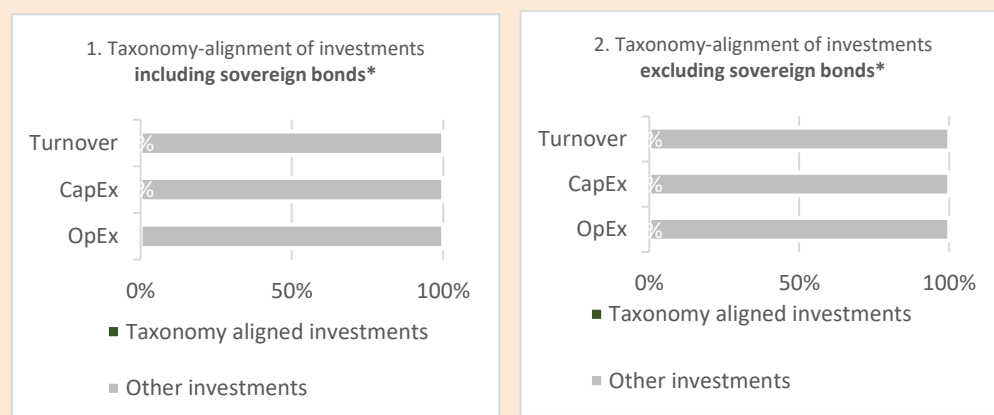 1. Taxonomy-alignment of investments
including sovereign bonds*
Turnover
%
CapEx
%
OpEx
0% 50% 100%
Taxonomy aligned investments
Other investments
2. Taxonomy-alignment of investments
excluding sovereign bonds*
Turnover
%
CapEx
%
OpEx
%
0% 50% 100%
Taxonomy aligned investments
Other investments